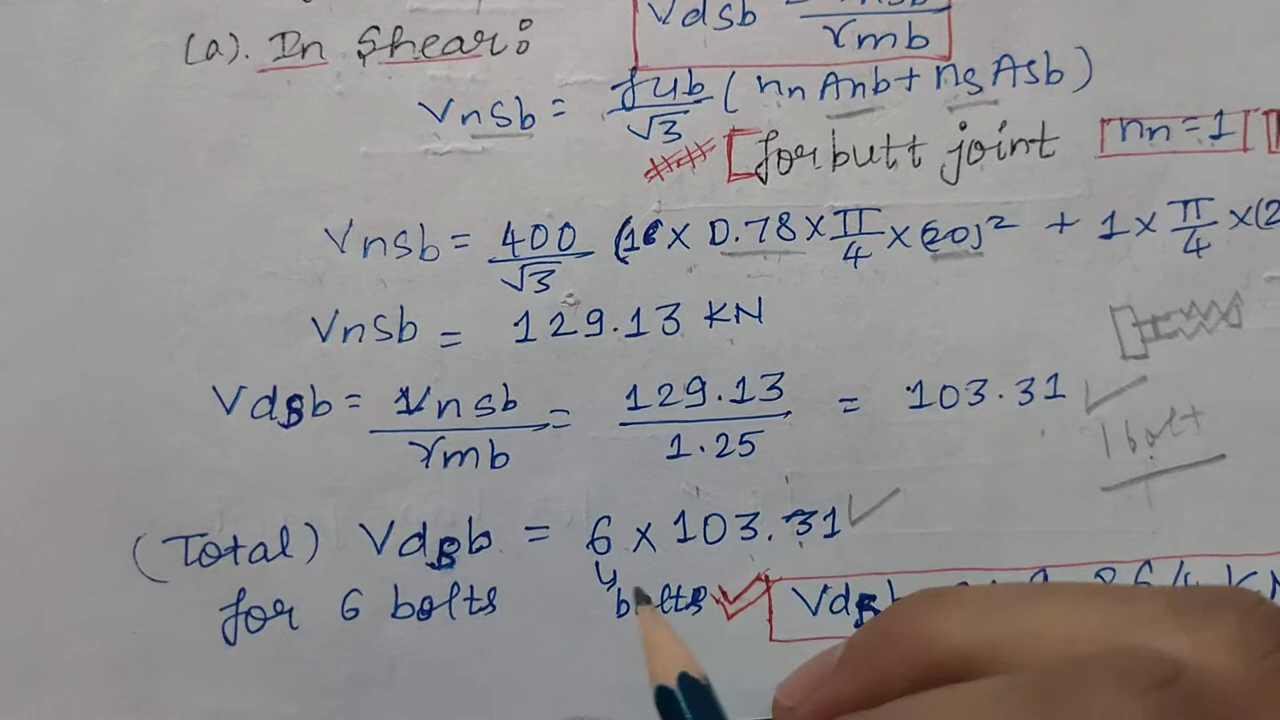 Vdsb = Vnsb / γmb
(a). In Shear:
Vnsb = fub/√3 (nn Anb + ns Asb)
[for butt joint nn = 1
Vnsb = 400/√3 (1 × 0.78 × π/4 × (20)² + 1 × π/4 × (2
Vnsb = 129.13 KN
Vdsb = Vnsb/γmb = 129.13/1.25 = 103.31
1 bolt
(Total) Vdsb = 6 × 103.31
for 6 bolts bolts Vdsb